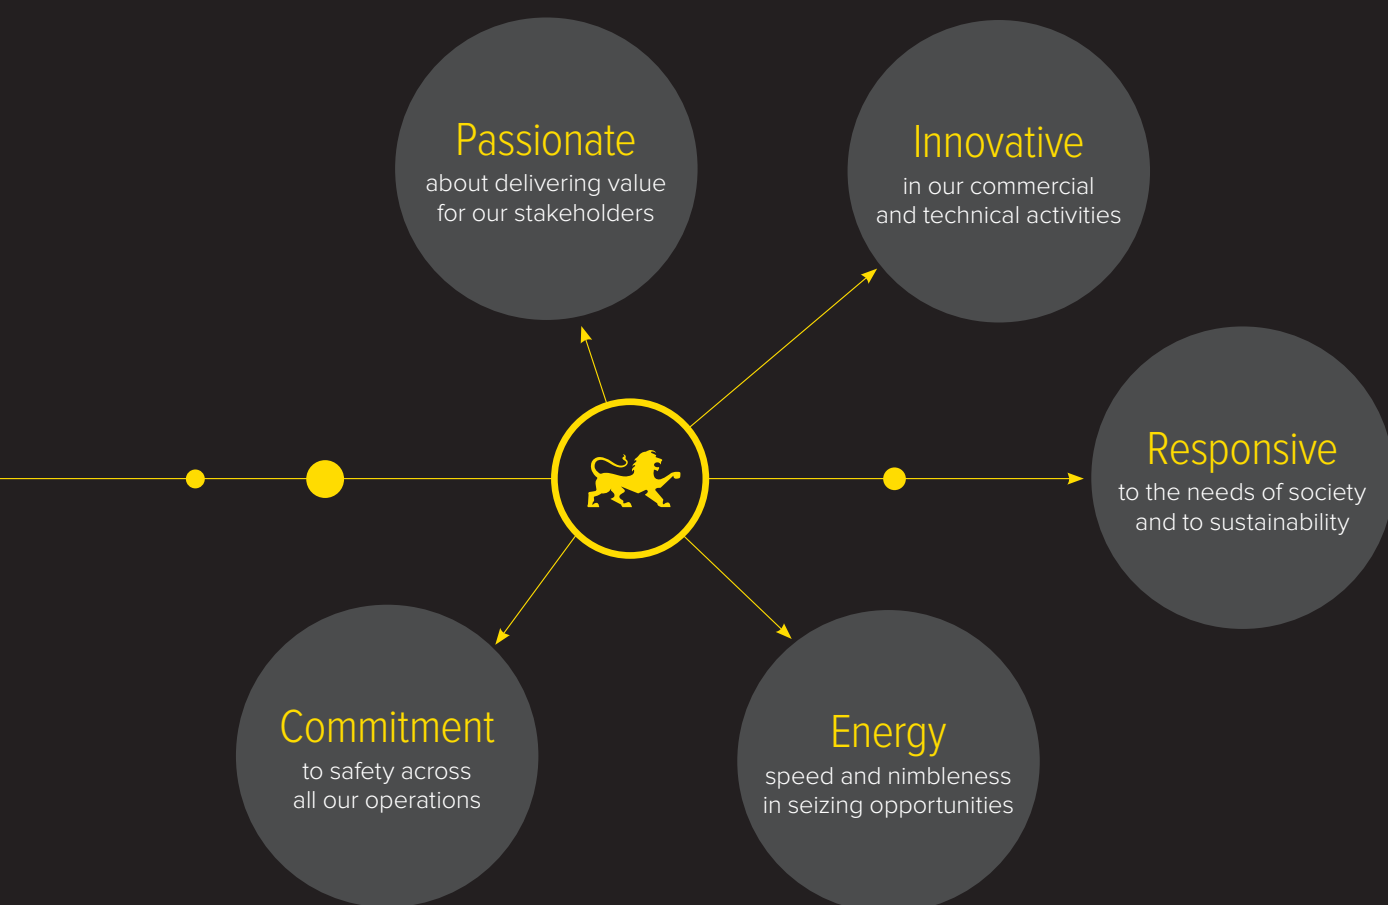 Passionate
about delivering value
for our stakeholders
Innovative
in our commercial
and technical activities
Responsive
to the needs of society
and to sustainability
Commitment
to safety across
all our operations
Energy
speed and nimbleness
in seizing opportunities